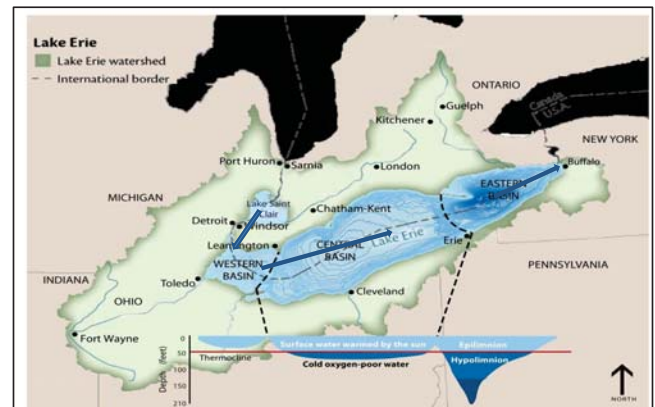 Lake Erie
Lake Erie watershed
International border
ONTARIO
Guelph
Kitchener
Canada
U.S.A.
NEW YORK
Port Huron
Sarnia
London
Buffalo
EASTERN
BASIN
MICHIGAN
Lake Saint
Clair
Chatham-Kent
Detroit
Windsor
Leamington
CENTRAL
BASIN
Lake Erie
Erie
WESTERN
BASIN
INDIANA
Toledo
PENNSYLVANIA
OHIO
Cleveland
Fort Wayne
Depth (feet)
0
50
100
150
210
Surface water warmed by the sun
Epilimnion
Thermocline
Cold oxygen-poor water
Hypolimnion
NORTH